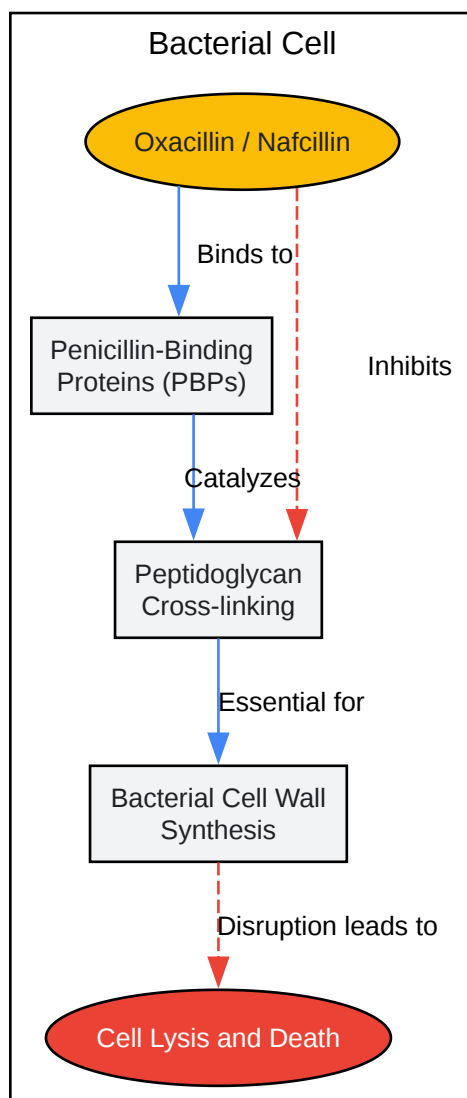 Bacterial Cell
Oxacillin / Nafcillin
Binds to
Penicillin-Binding
Proteins (PBPs)
Inhibits
Catalyzes
Peptidoglycan
Cross-linking
Essential for
Bacterial Cell Wall
Synthesis
Disruption leads to
Cell Lysis and Death